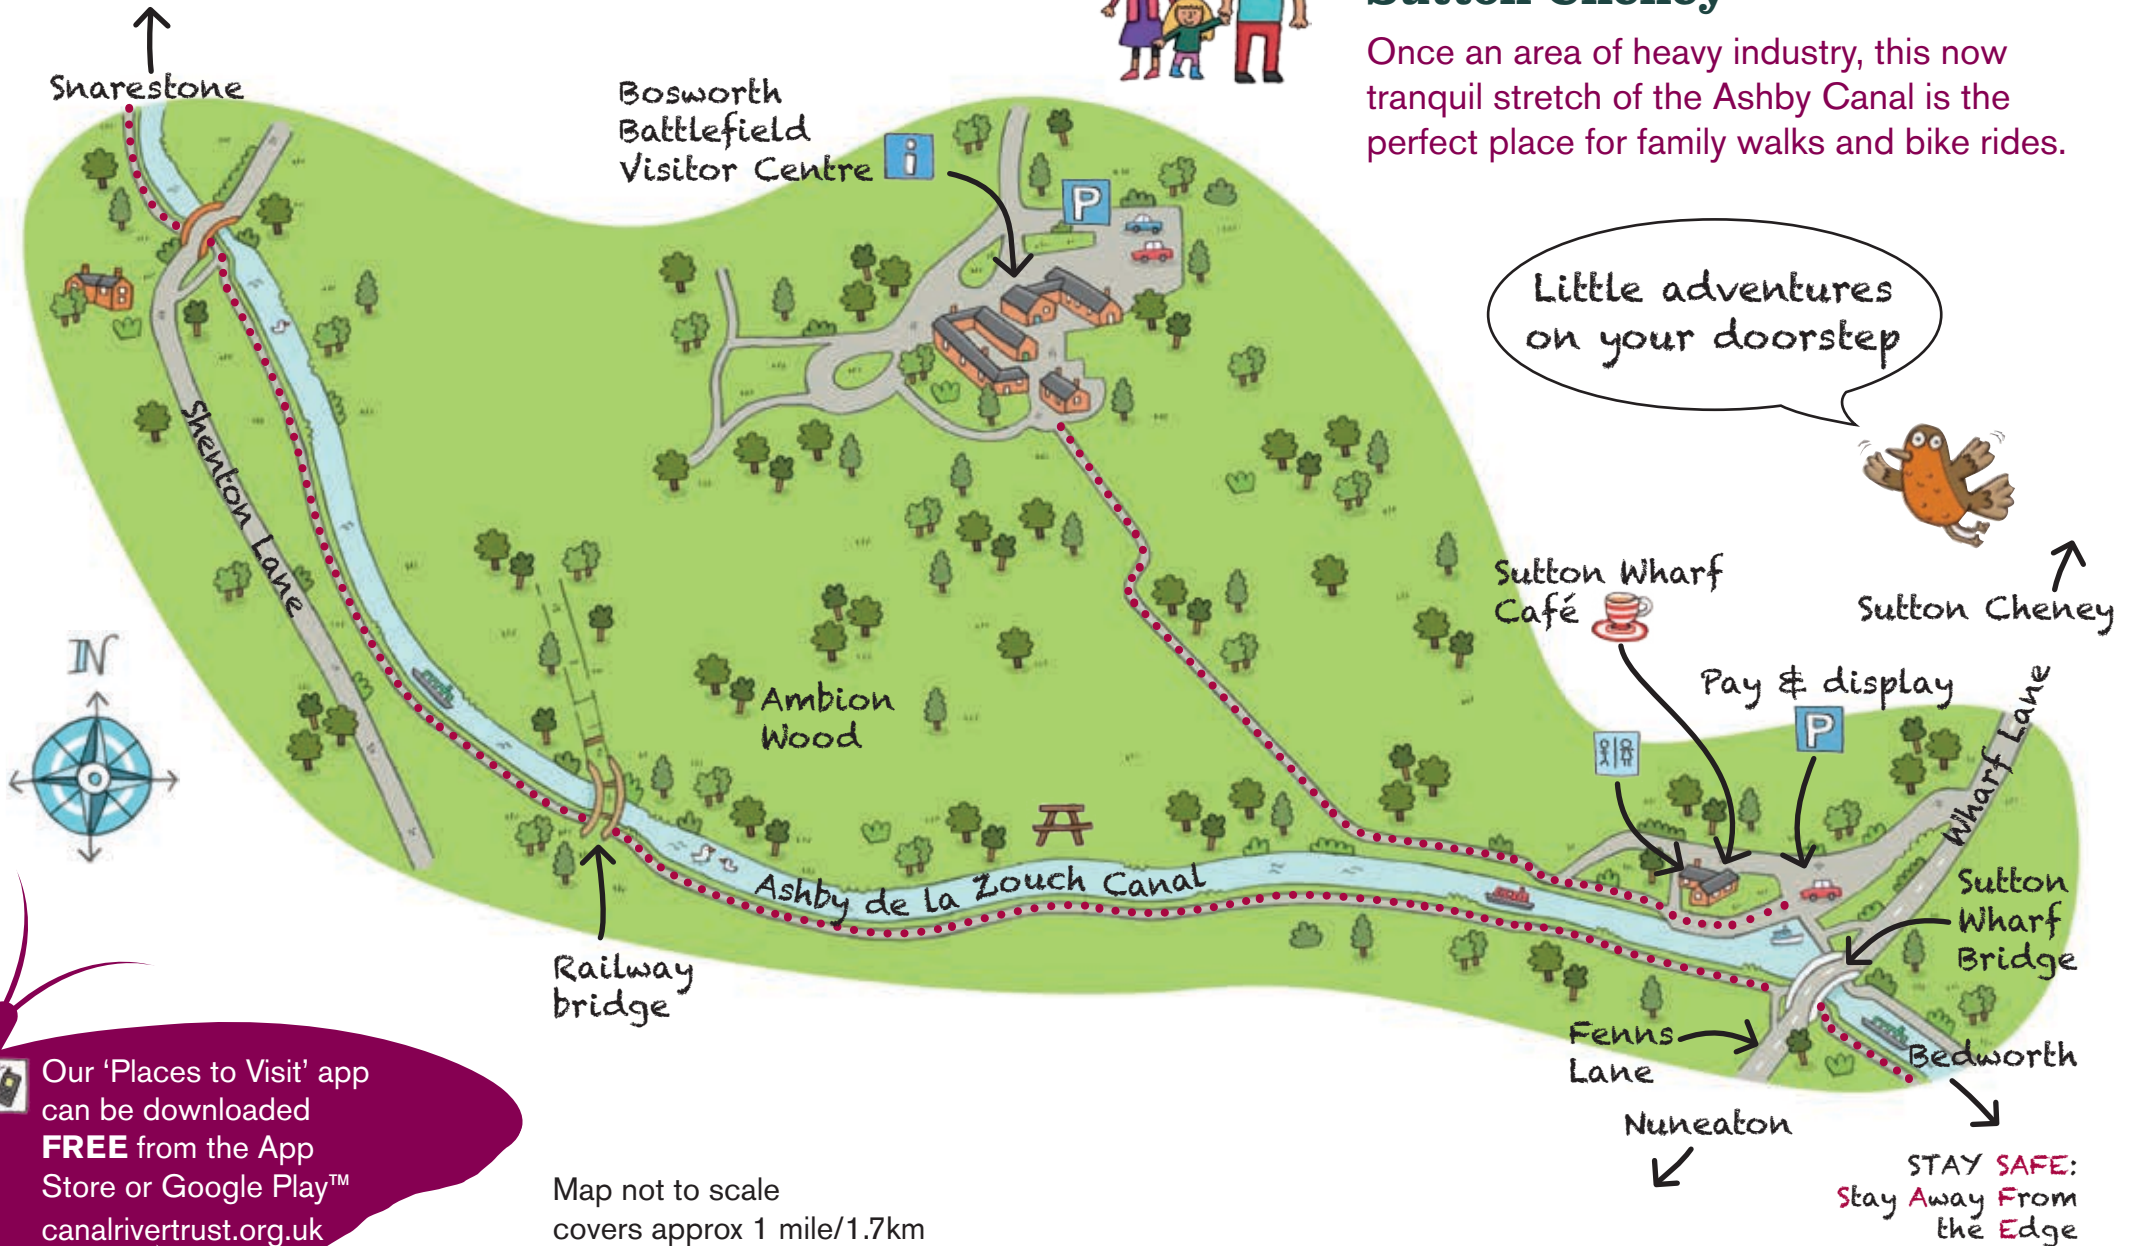 Sutton Cheney
Once an area of heavy industry, this now
tranquil stretch of the Ashby Canal is the
perfect place for family walks and bike rides.
Snarestone
Bosworth
Battlefield
Visitor Centre
i
P
Little adventures
on your doorstep
Shenton Lane
Sutton Wharf
Café
Sutton Cheney
Pay & display
P
N
Ambion
Wood
Wharf Lane
Ashby de la Zouch Canal
Sutton
Wharf
Bridge
Railway
bridge
Fenns
Lane
Bedworth
Nuneaton
Our ‘Places to Visit’ app
can be downloaded
FREE from the App
Store or Google Play™
canalrivertrust.org.uk
Map not to scale
covers approx 1 mile/1.7km
STAY SAFE:
Stay Away From
the Edge